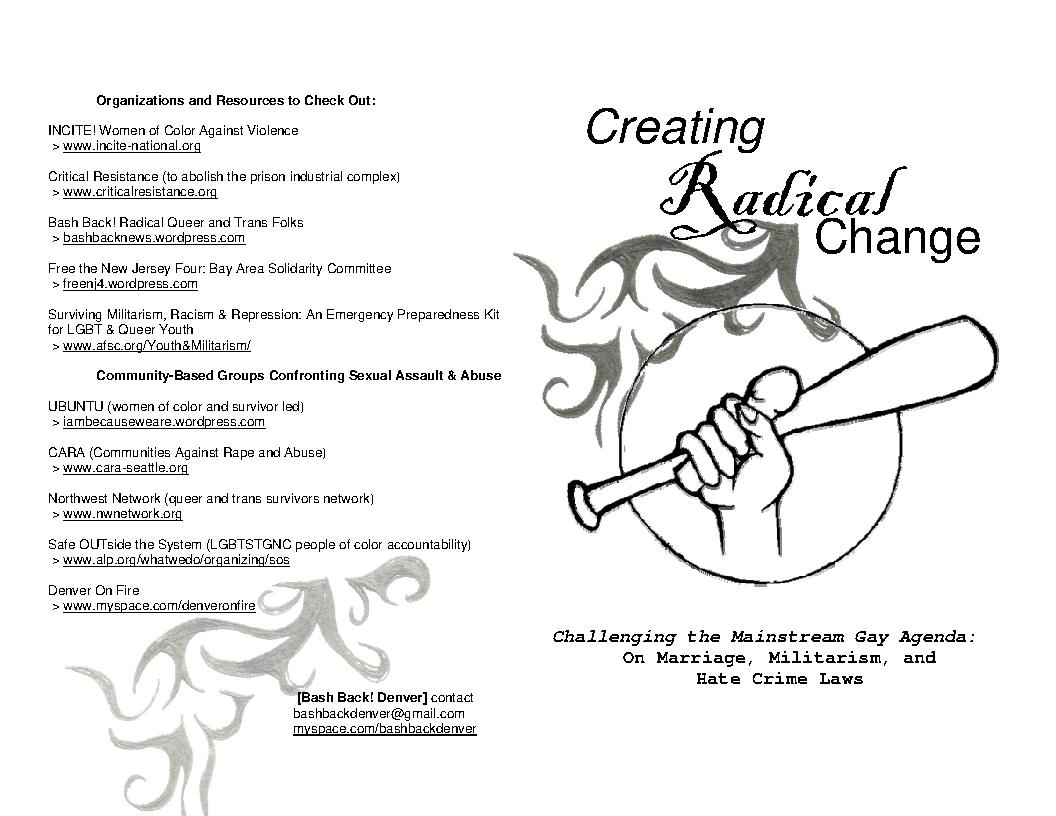 Organizations and Resources to Check Out:
INCITE! Women of Color Against Violence
> www.incite-national.org
Critical Resistance (to abolish the prison industrial complex)
> www.criticalresistance.org
Bash Back! Radical Queer and Trans Folks
> bashbacknews.wordpress.com
Free the New Jersey Four: Bay Area Solidarity Committee
> freenj4.wordpress.com
Surviving Militarism, Racism & Repression: An Emergency Preparedness Kit
for LGBT & Queer Youth
> www.afsc.org/Youth&Militarism/
Community-Based Groups Confronting Sexual Assault & Abuse
UBUNTU (women of color and survivor led)
> iambecauseweare.wordpress.com
CARA (Communities Against Rape and Abuse)
> www.cara-seattle.org
Northwest Network (queer and trans survivors network)
> www.nwnetwork.org
Safe OUTside the System (LGBTSTGNC people of color accountability)
> www.alp.org/whatwedo/organizing/sos
Denver On Fire
> www.myspace.com/denveronfire
[Bash Back! Denver] contact
bashbackdenver@gmail.com
myspace.com/bashbackdenver
Creating
Radical
Change
Challenging the Mainstream Gay Agenda:
On Marriage, Militarism, and
Hate Crime Laws